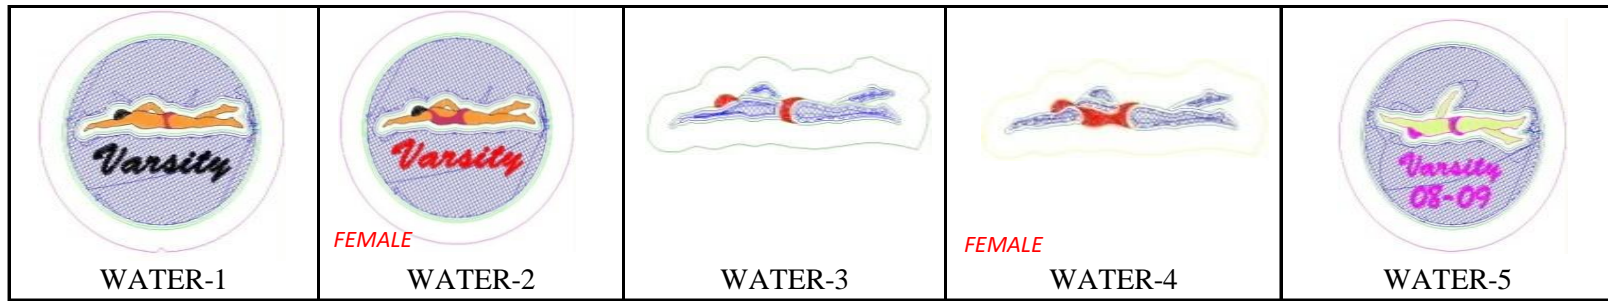 Varsity
WATER-1
Varsity
FEMALE
WATER-2
WATER-3
FEMALE
WATER-4
Varsity
08-09
WATER-5